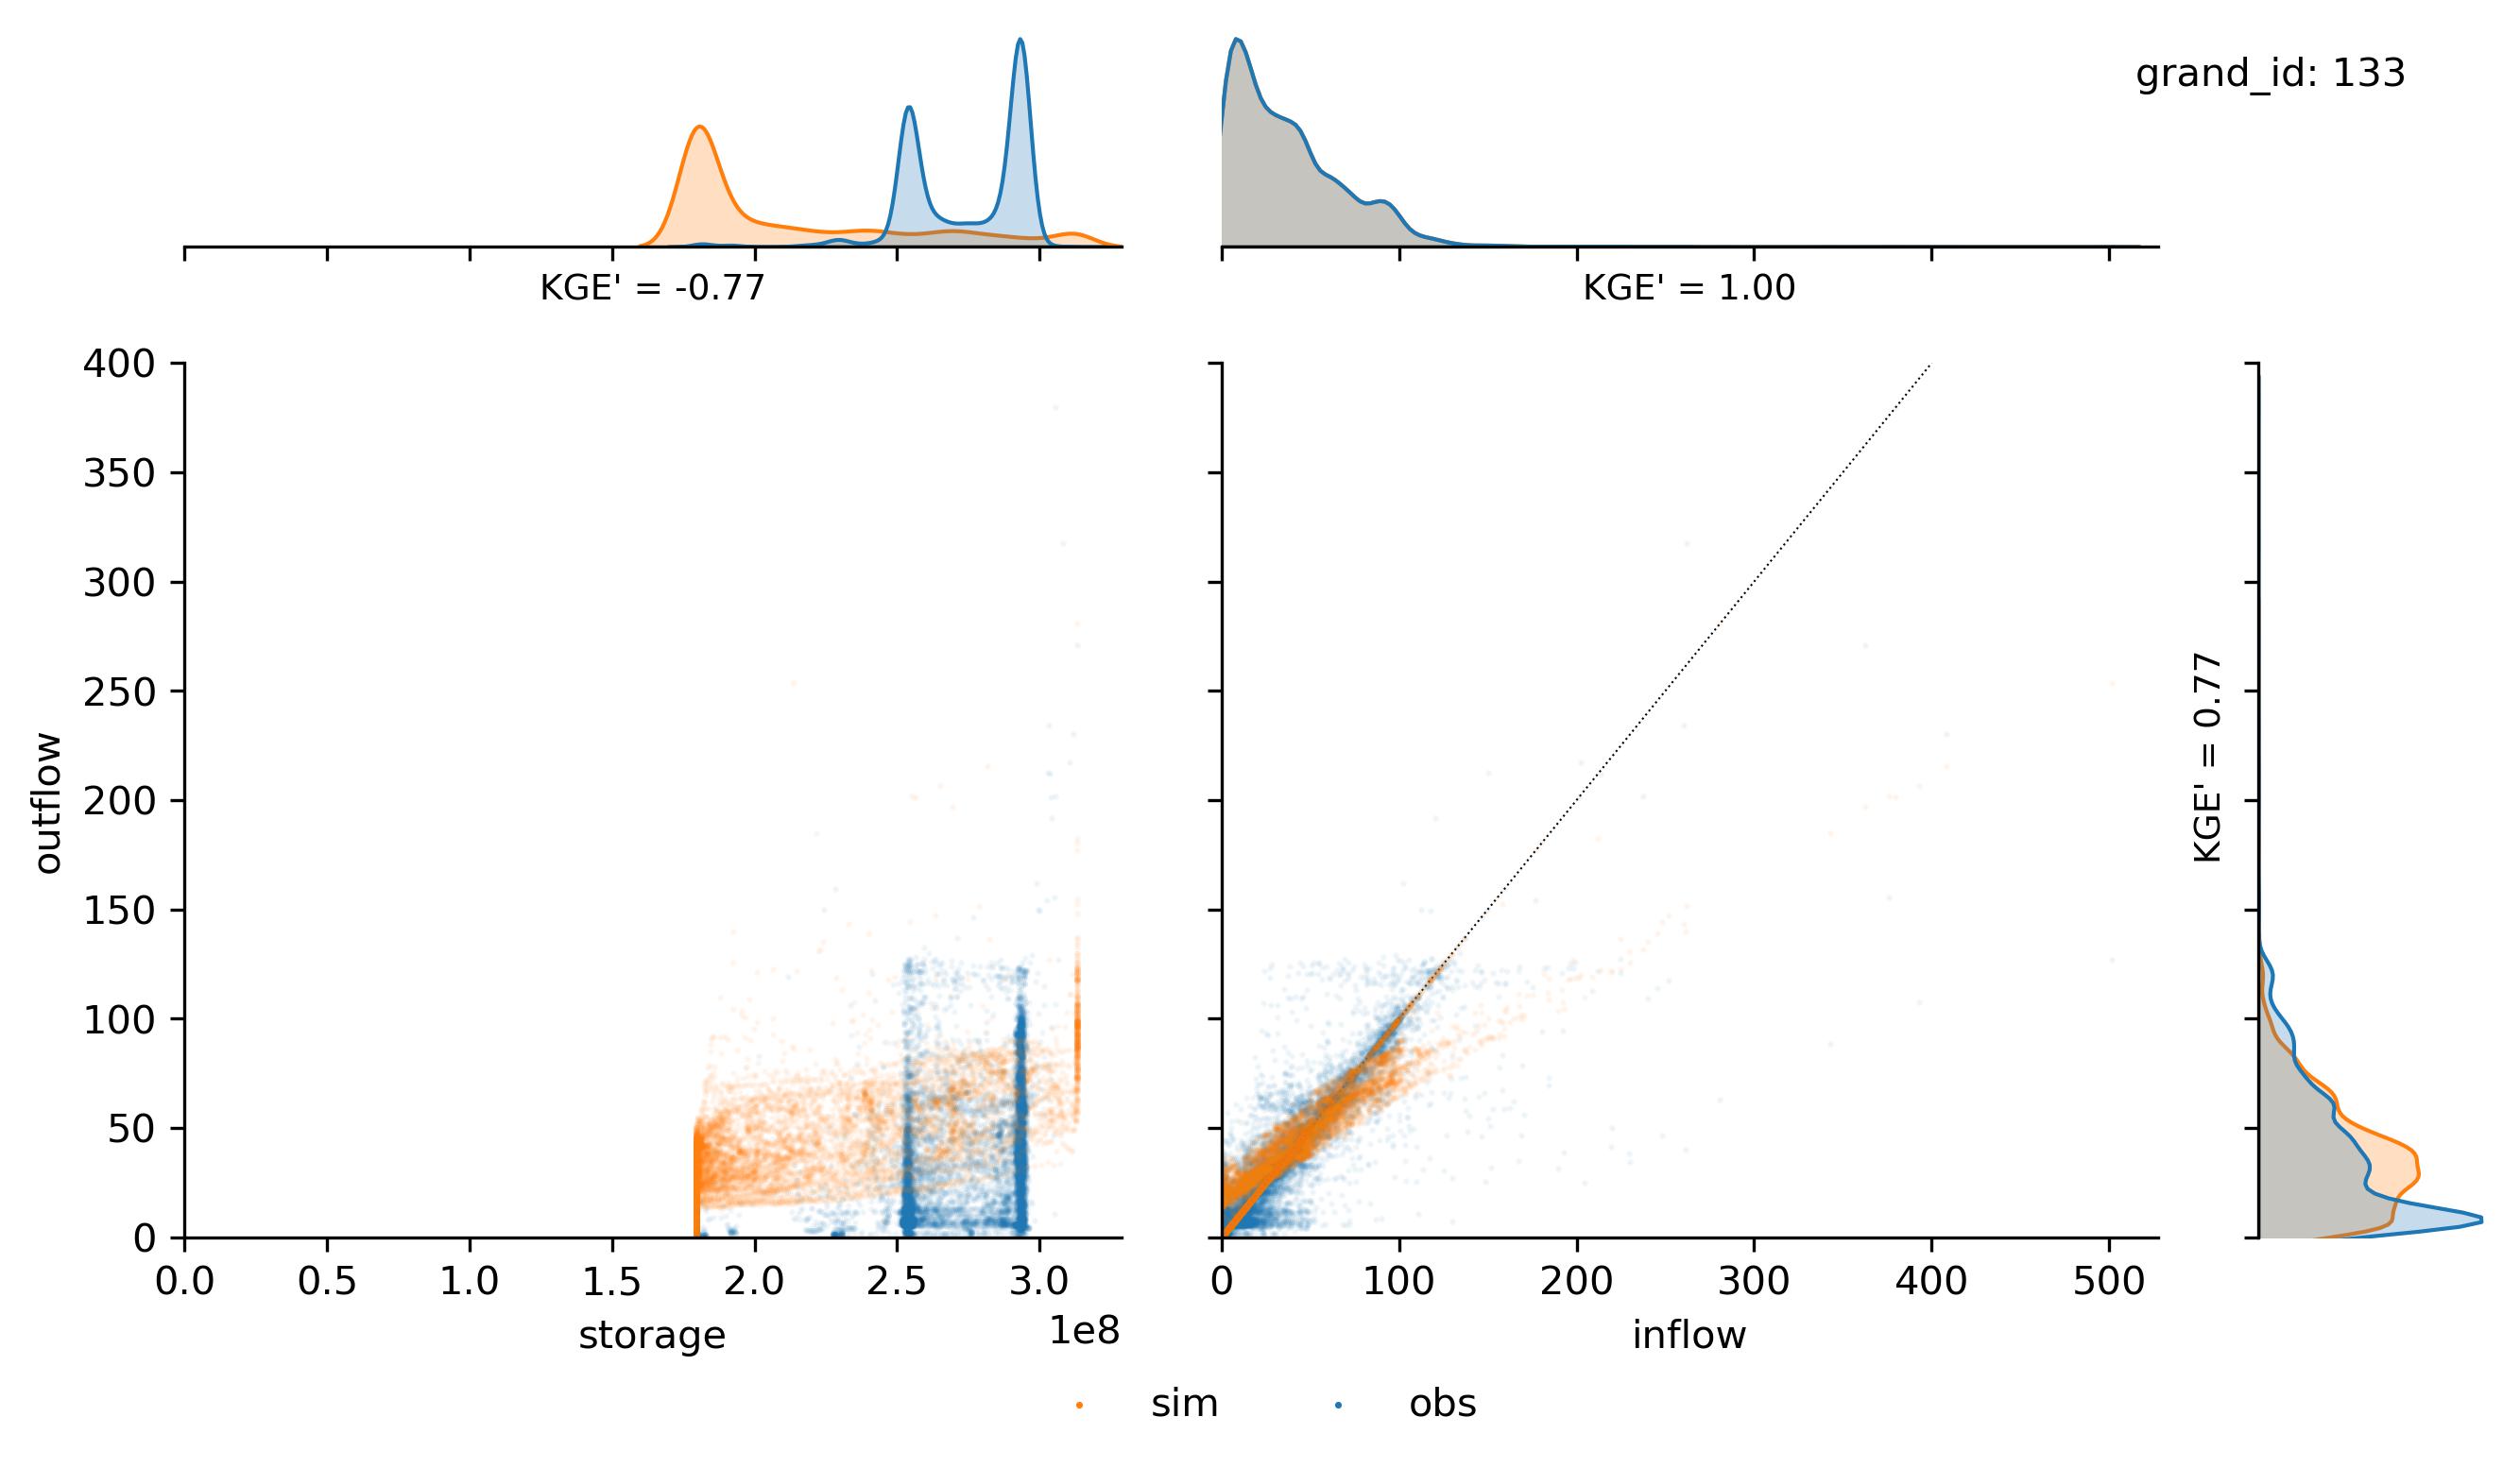 grand_id: 133
KGE' = -0.77
KGE' = 1.00
400
350
300
250
200
150
100
50
0
outflow
KGE' = 0.77
0.0 0.5 1.0 1.5 2.0 2.5 3.0
0 100 200 300 400 500
1e8
storage
inflow
sim obs